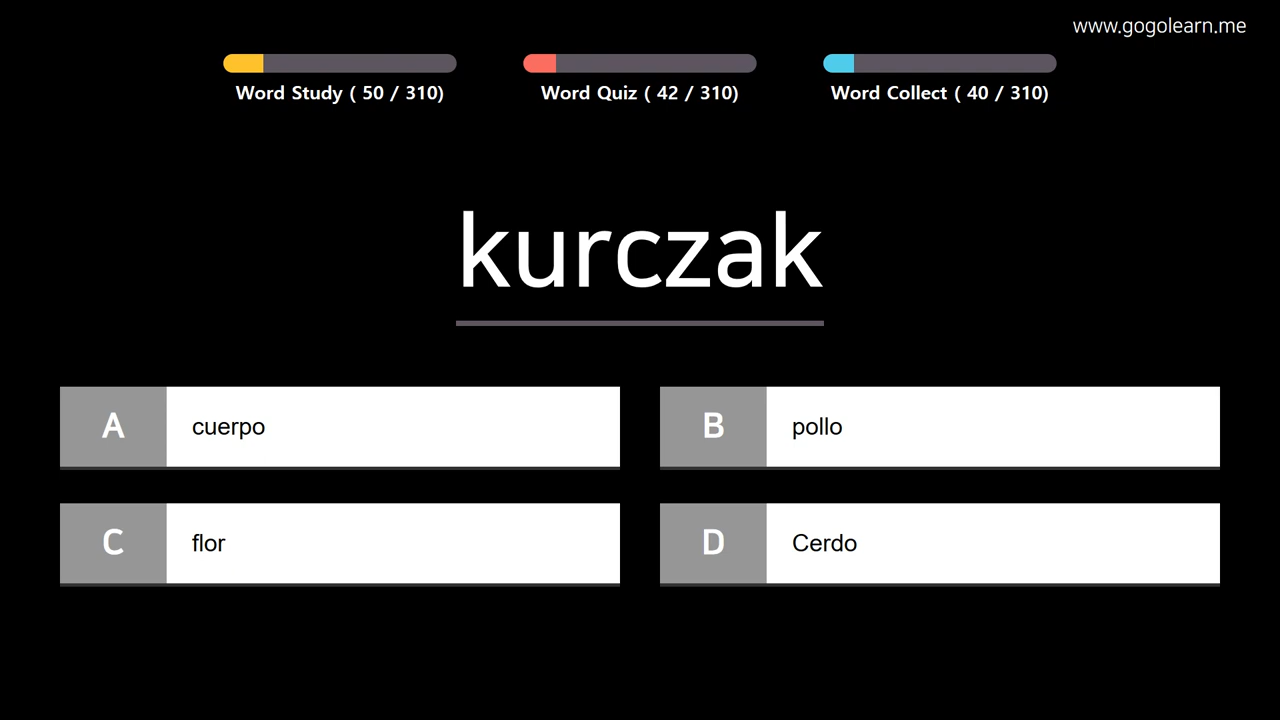 www.gogolearn.me
Word Study ( 50 / 310)
Word Quiz ( 42 / 310)
Word Collect ( 40 / 310)
kurczak
A cuerpo
B pollo
C flor
D Cerdo